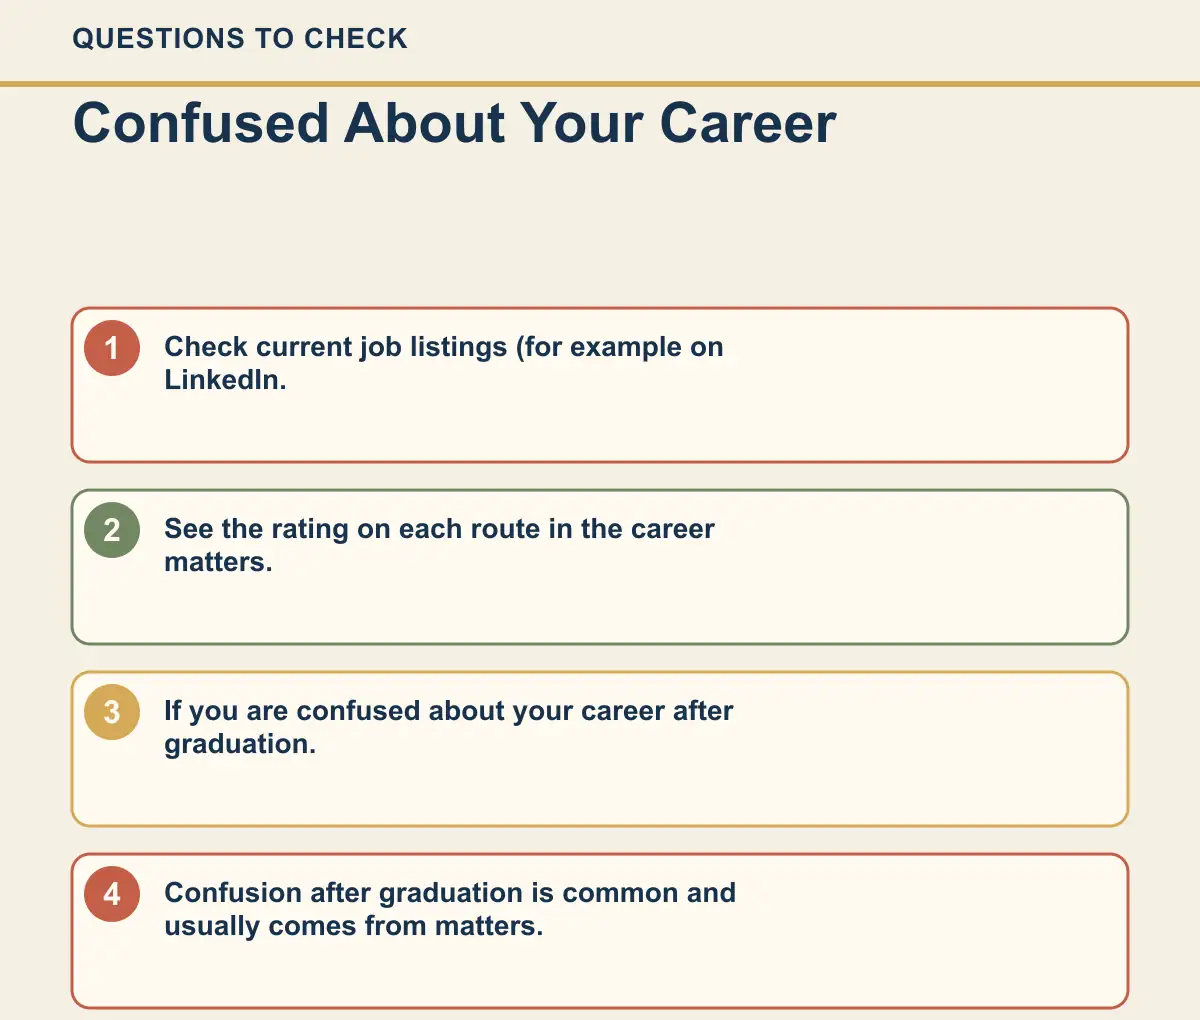 QUESTIONS TO CHECK
Confused About Your Career
1
Check current job listings (for example on
LinkedIn.
2
See the rating on each route in the career
matters.
3
If you are confused about your career after
graduation.
4
Confusion after graduation is common and
usually comes from matters.